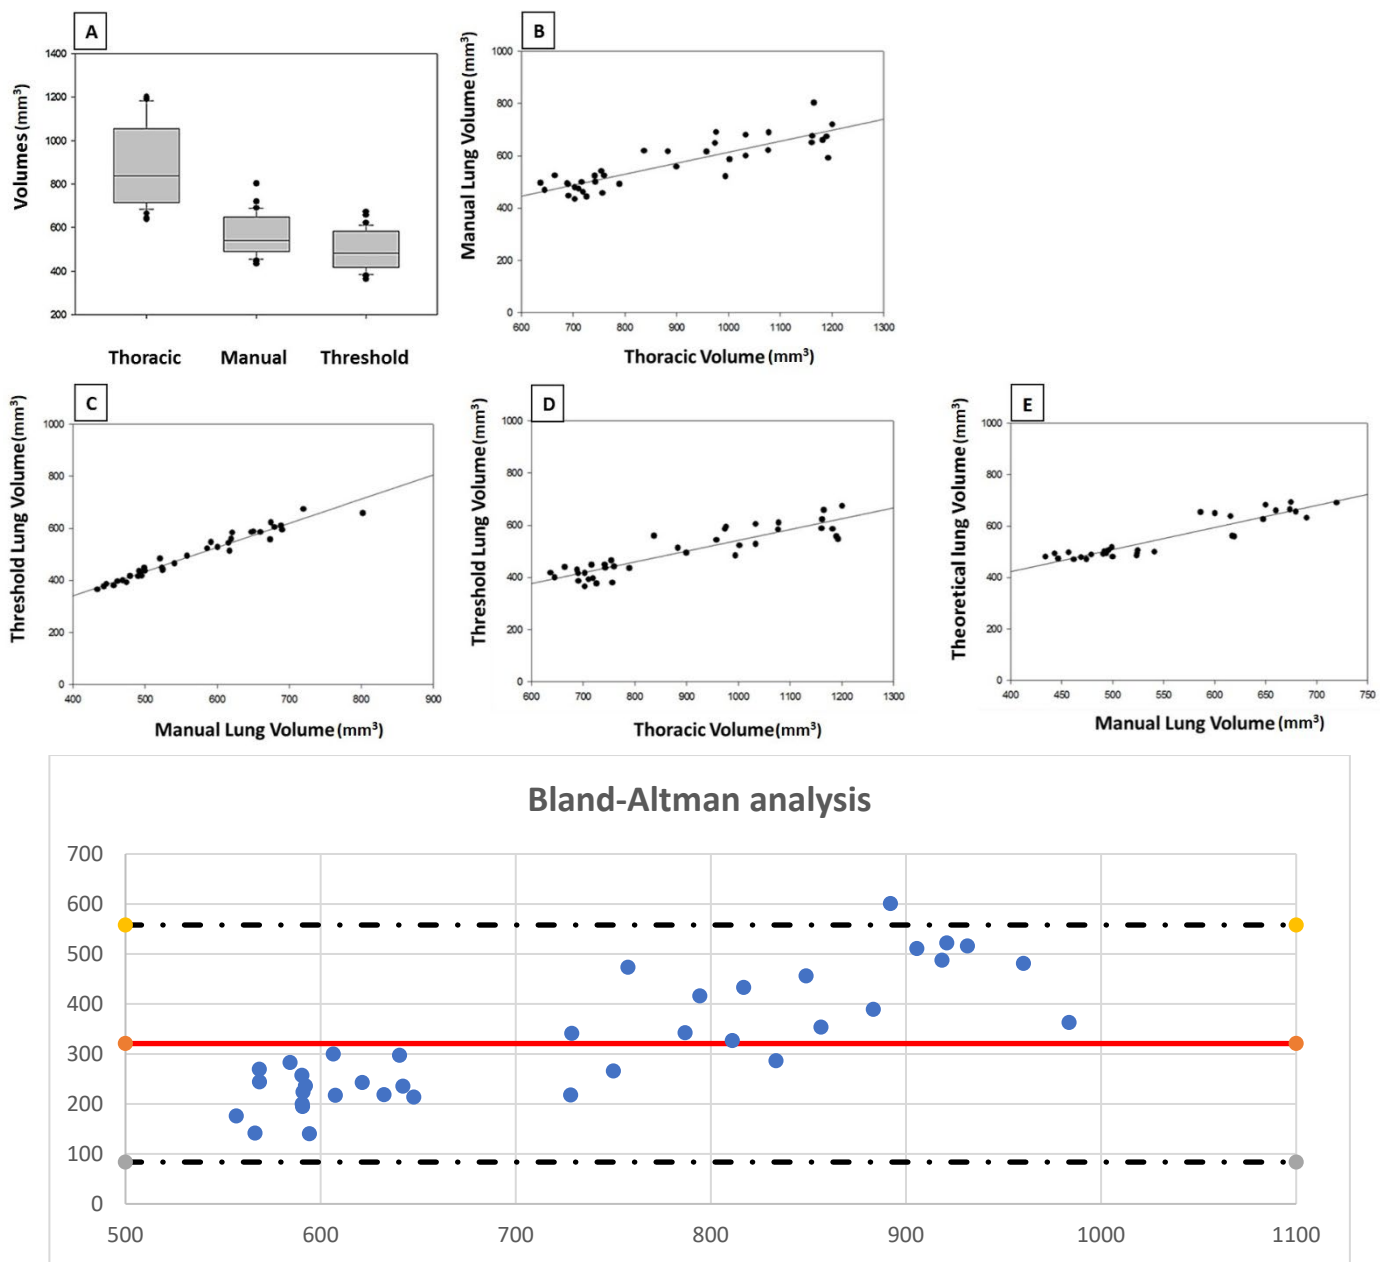 A
Volumes (mm³)
1400
1200
1000
800
600
400
200
Thoracic Manual Threshold
B
Manual Lung Volume (mm³)
1000
800
600
400
200
0
600 700 800 900 1000 1100 1200 1300
Thoracic Volume (mm³)
C
Threshold Lung Volume (mm³)
1000
800
600
400
200
0
400 500 600 700 800 900
Manual Lung Volume (mm³)
D
Threshold Lung Volume (mm³)
1000
800
600
400
200
0
600 700 800 900 1000 1100 1200 1300
Thoracic Volume (mm³)
E
Theoretical lung Volume (mm³)
1000
800
600
400
200
0
400 450 500 550 600 650 700 750
Manual Lung Volume (mm³)
Bland-Altman analysis
700
600
500
400
300
200
100
0
500 600 700 800 900 1000 1100